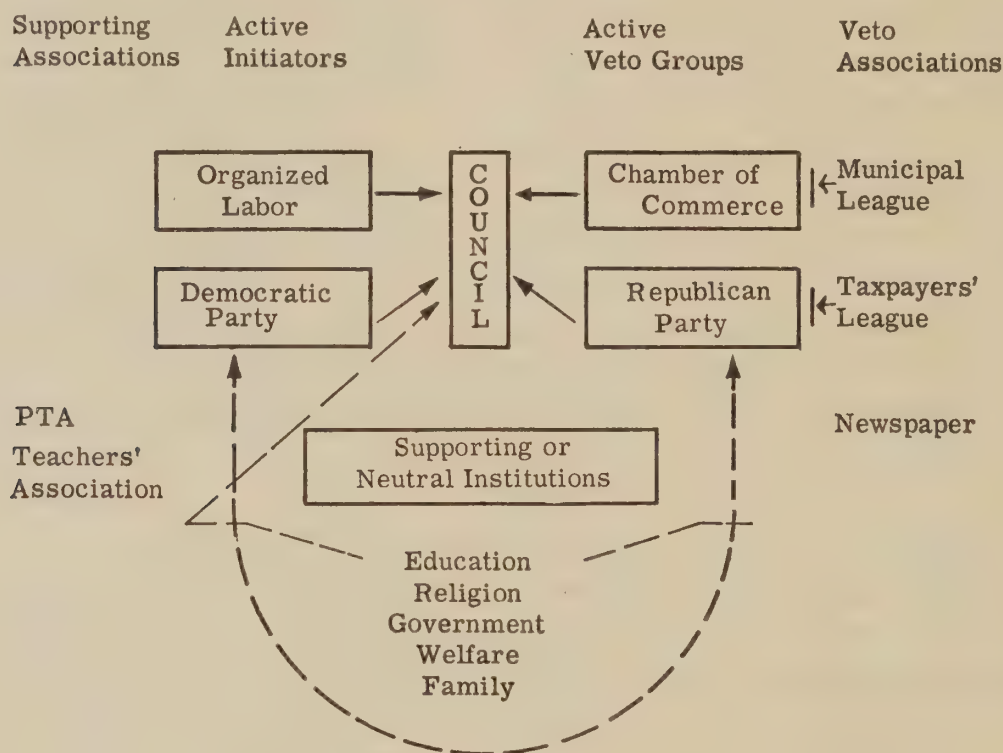 Supporting
Associations
Active
Initiators
Active
Veto Groups
Veto
Associations
Organized
Labor
COUNCIL
Chamber of
Commerce
Municipal
League
Democratic
Party
Republican
Party
Taxpayers'
League
PTA
Teachers'
Association
Supporting or
Neutral Institutions
Newspaper
Education
Religion
Government
Welfare
Family